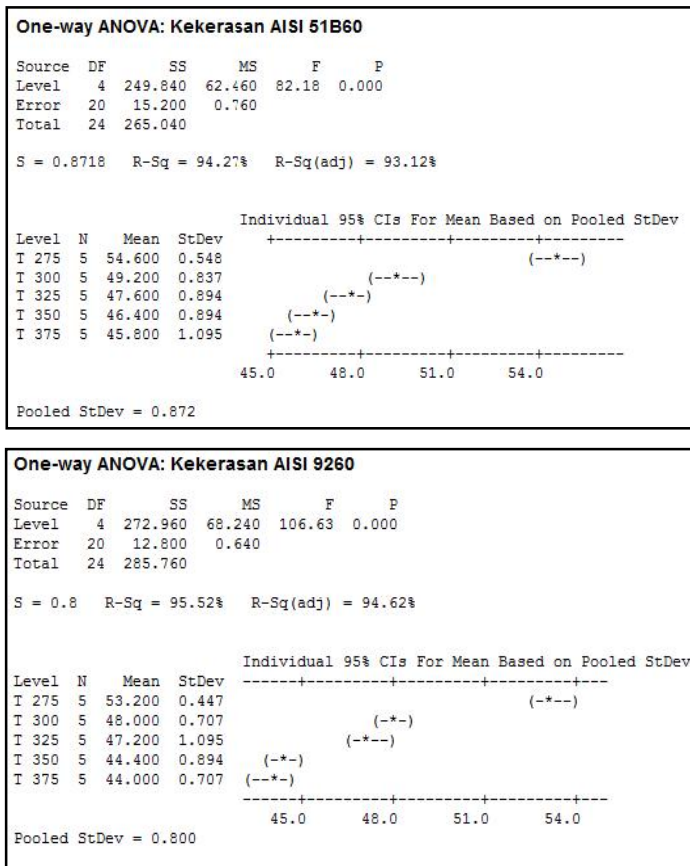 One-way ANOVA: Kekerasan AISI 51B60
Source  DF       SS      MS      F      P
Level    4  249.840  62.460  82.18  0.000
Error   20   15.200   0.760
Total   24  265.040
S = 0.8718   R-Sq = 94.27%   R-Sq(adj) = 93.12%
Individual 95% CIs For Mean Based on Pooled StDev
Level  N    Mean  StDev  +---------+---------+---------+---------
T 275  5  54.600  0.548                               (--*--)
T 300  5  49.200  0.837             (--*--)
T 325  5  47.600  0.894        (--*-)
T 350  5  46.400  0.894    (--*-)
T 375  5  45.800  1.095  (--*-)
+---------+---------+---------+---------
45.0      48.0      51.0      54.0
Pooled StDev = 0.872
One-way ANOVA: Kekerasan AISI 9260
Source  DF       SS      MS       F      P
Level    4  272.960  68.240  106.63  0.000
Error   20   12.800   0.640
Total   24  285.760
S = 0.8   R-Sq = 95.52%   R-Sq(adj) = 94.62%
Individual 95% CIs For Mean Based on Pooled StDev
Level  N    Mean  StDev  ------+---------+---------+---------+---
T 275  5  53.200  0.447                                 (-*--)
T 300  5  48.000  0.707                (-*-)
T 325  5  47.200  1.095             (-*--)
T 350  5  44.400  0.894    (-*-)
T 375  5  44.000  0.707  (--*-)
------+---------+---------+---------+---
45.0      48.0      51.0      54.0
Pooled StDev = 0.800